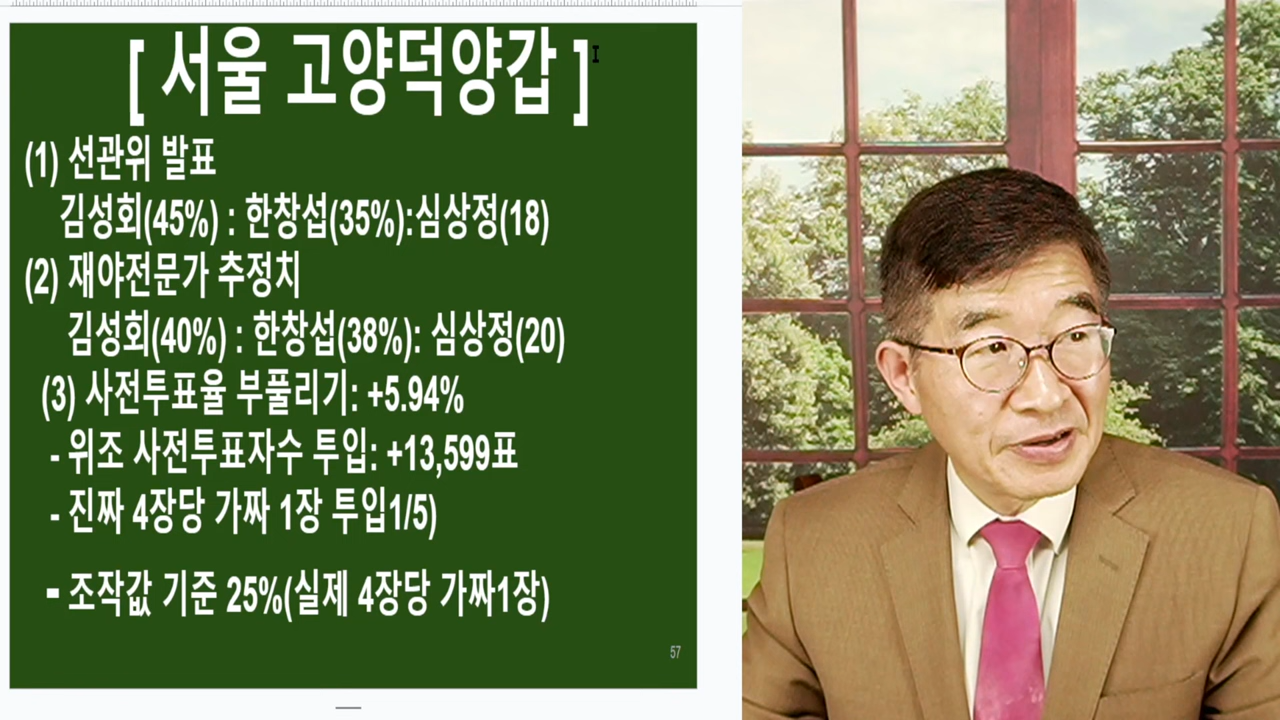 [ 서울 고양덕양갑 ]
(1) 선관위 발표
김성회(45%) : 한창섭(35%):심상정(18)
(2) 재야전문가 추정치
김성회(40%) : 한창섭(38%): 심상정(20)
(3) 사전투표율 부풀리기: +5.94%
- 위조 사전투표자수 투입: +13,599표
- 진짜 4장당 가짜 1장 투입1/5)
- 조작값 기준 25%(실제 4장당 가짜1장)
57